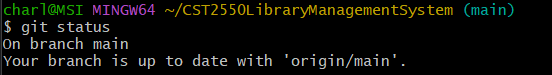 charl@MSI MINGW64 ~/CST2550LibraryManagementSystem (main)
$ git status
On branch main
Your branch is up to date with 'origin/main'.